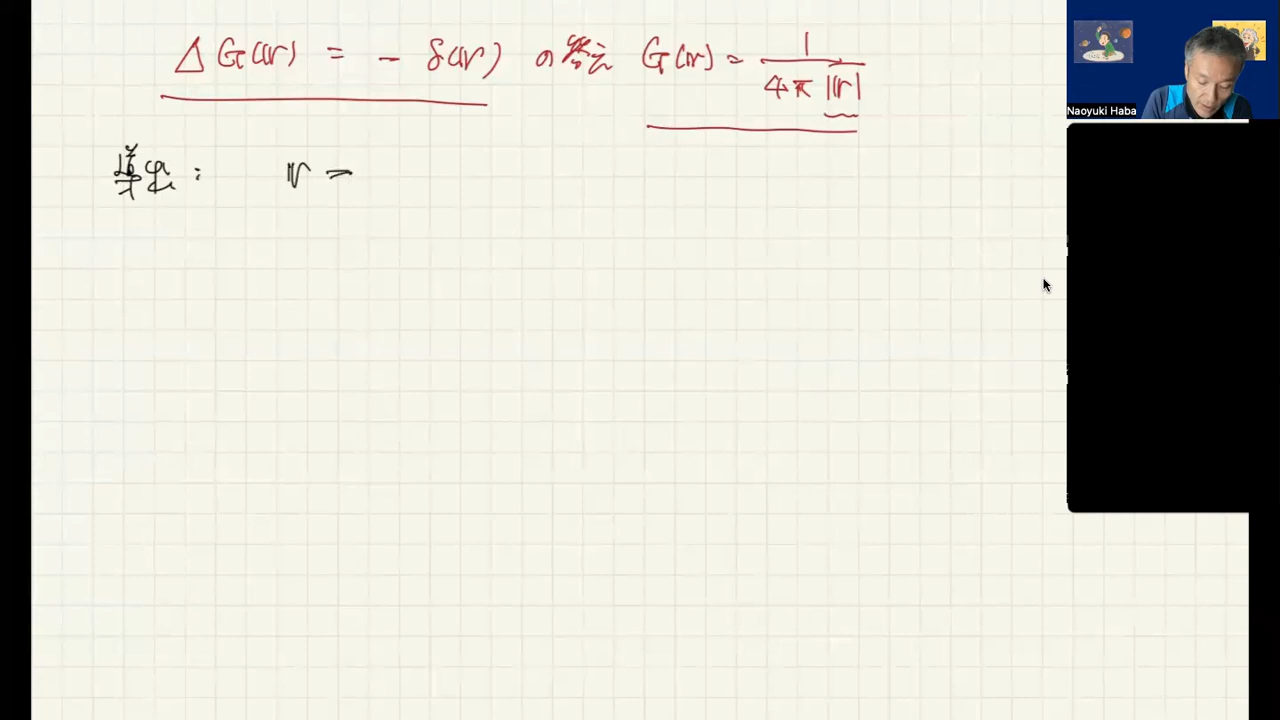 ΔG(𝕣) = - δ(𝕣) の答え G(𝕣) = 1/(4π|𝕣|)
導出 : 𝕣 =
Naoyuki Haba